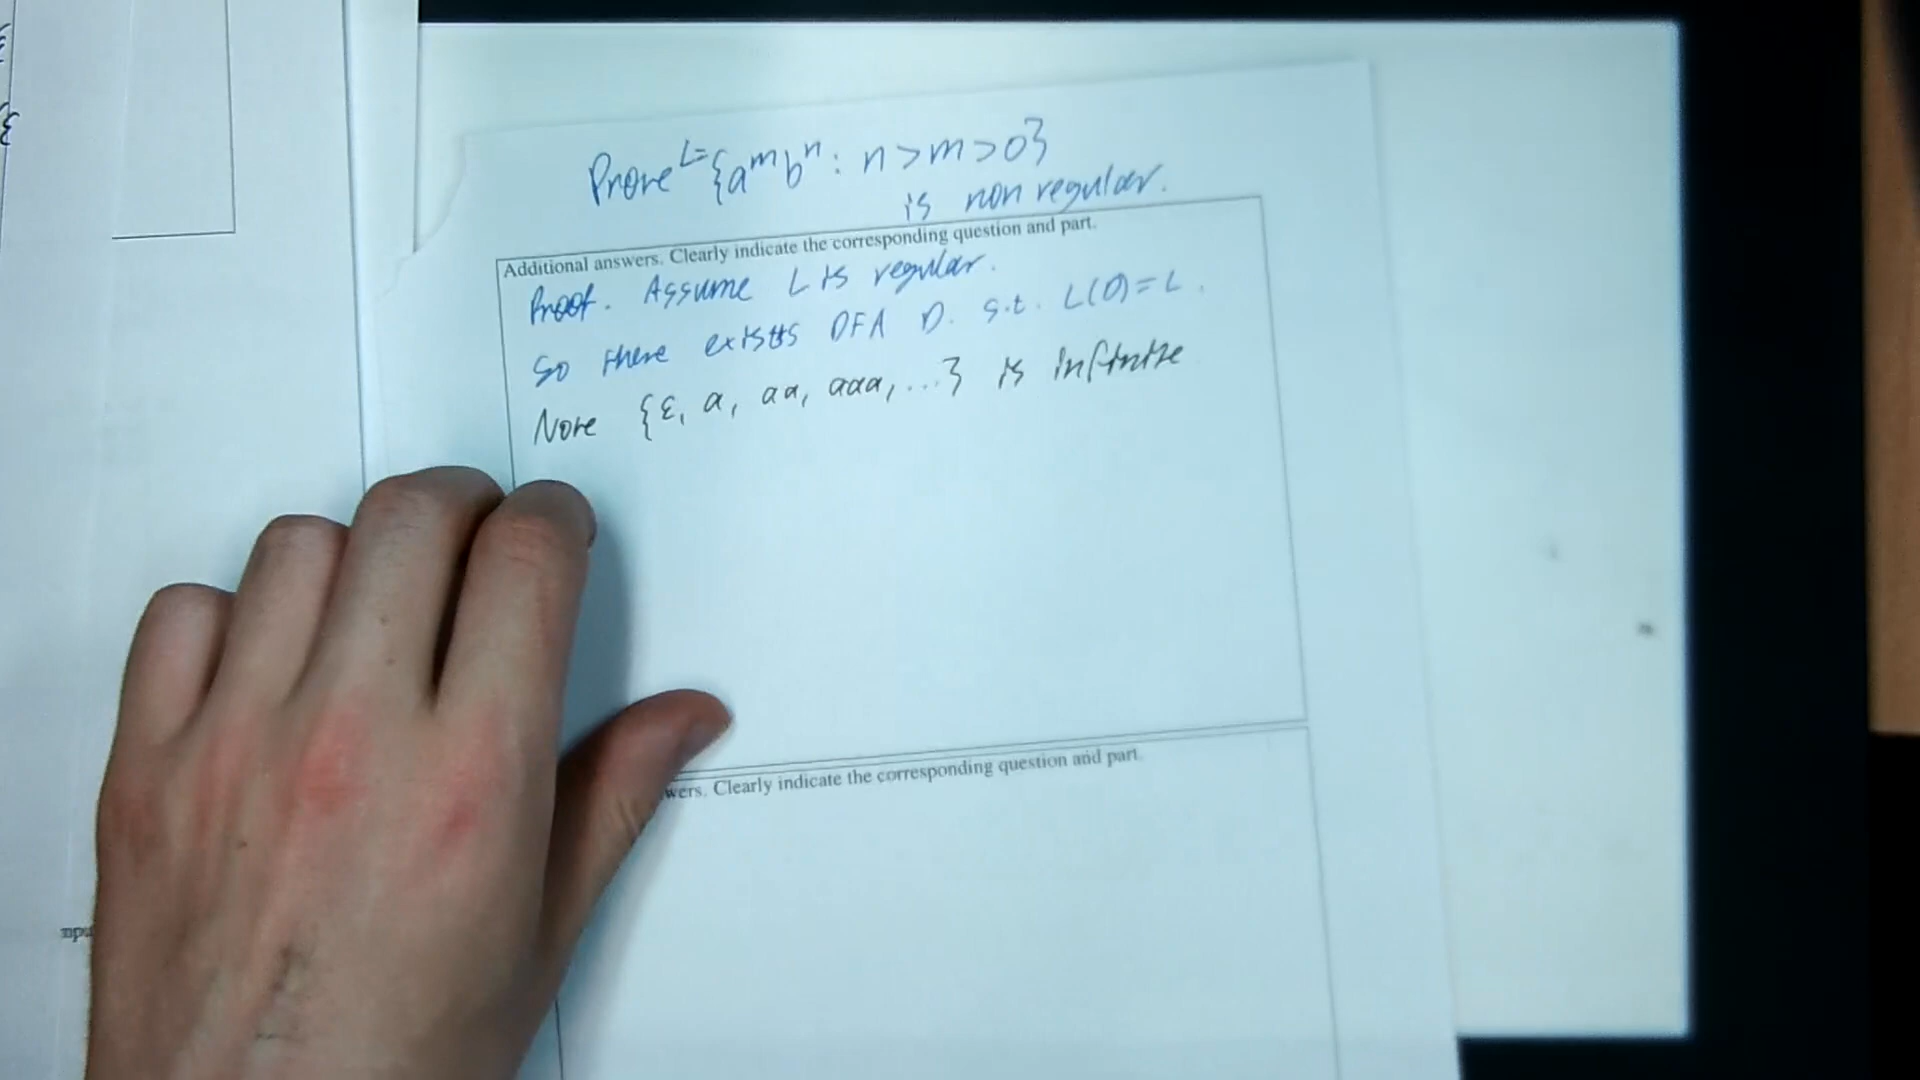 Prove L= {a^m b^n : n > m > 0}
is non regular.
Additional answers. Clearly indicate the corresponding question and part.
Proof. Assume L is regular.
So there exists DFA D. s.t. L(D) = L.
Note {ε, a, aa, aaa, ...} is infinite
wers. Clearly indicate the corresponding question and part.